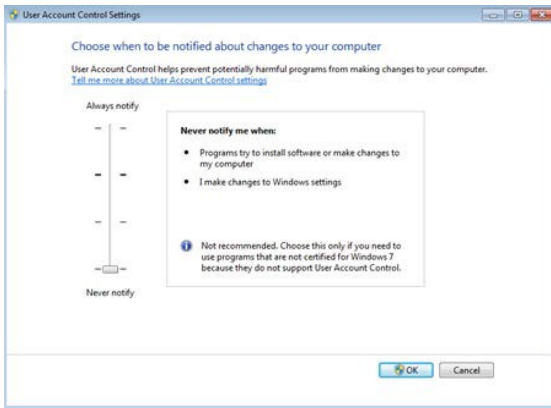 User Account Control Settings
Choose when to be notified about changes to your computer
User Account Control helps prevent potentially harmful programs from making changes to your computer.
Tell me more about User Account Control settings
Always notify
Never notify me when:
• Programs try to install software or make changes to
my computer
• I make changes to Windows settings
Not recommended. Choose this only if you need to
use programs that are not certified for Windows 7
because they do not support User Account Control.
Never notify
OK
Cancel